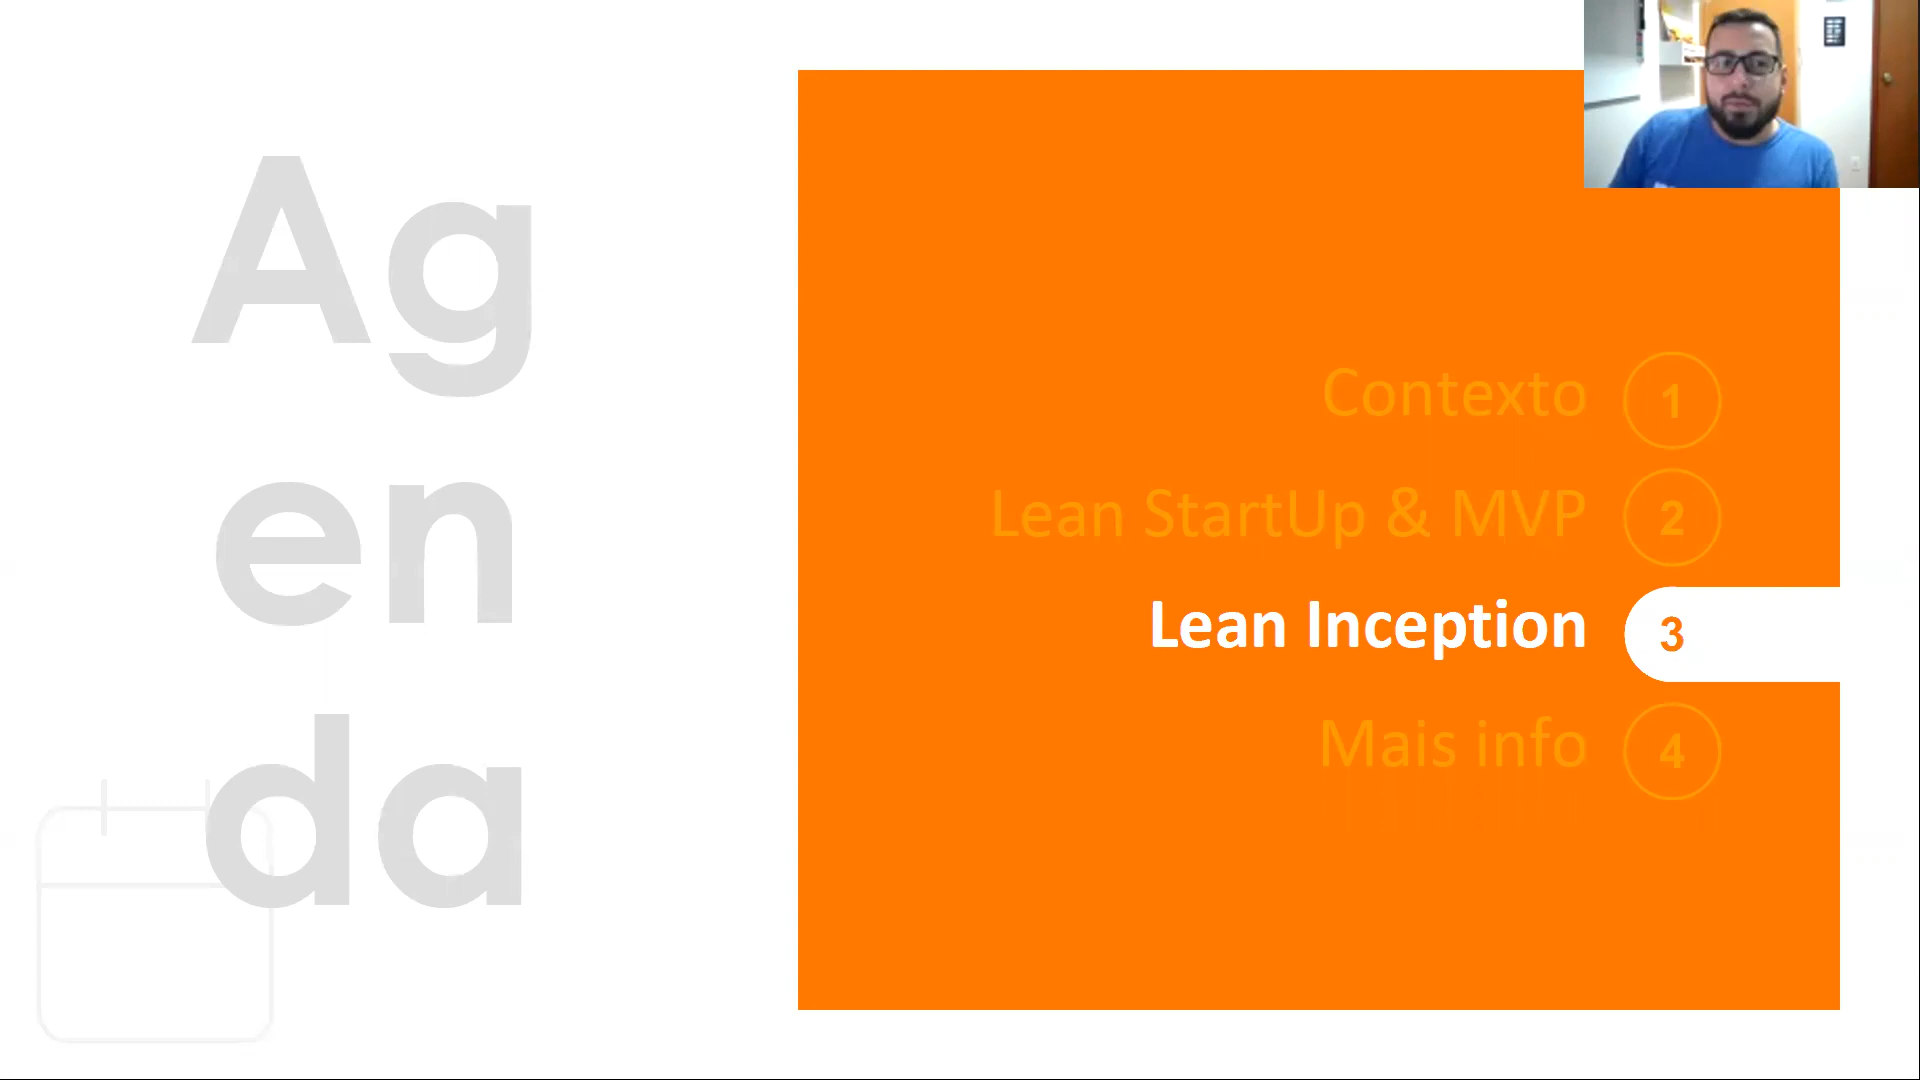 Ag
en
da
Contexto 1
Lean StartUp & MVP 2
Lean Inception 3
Mais info 4